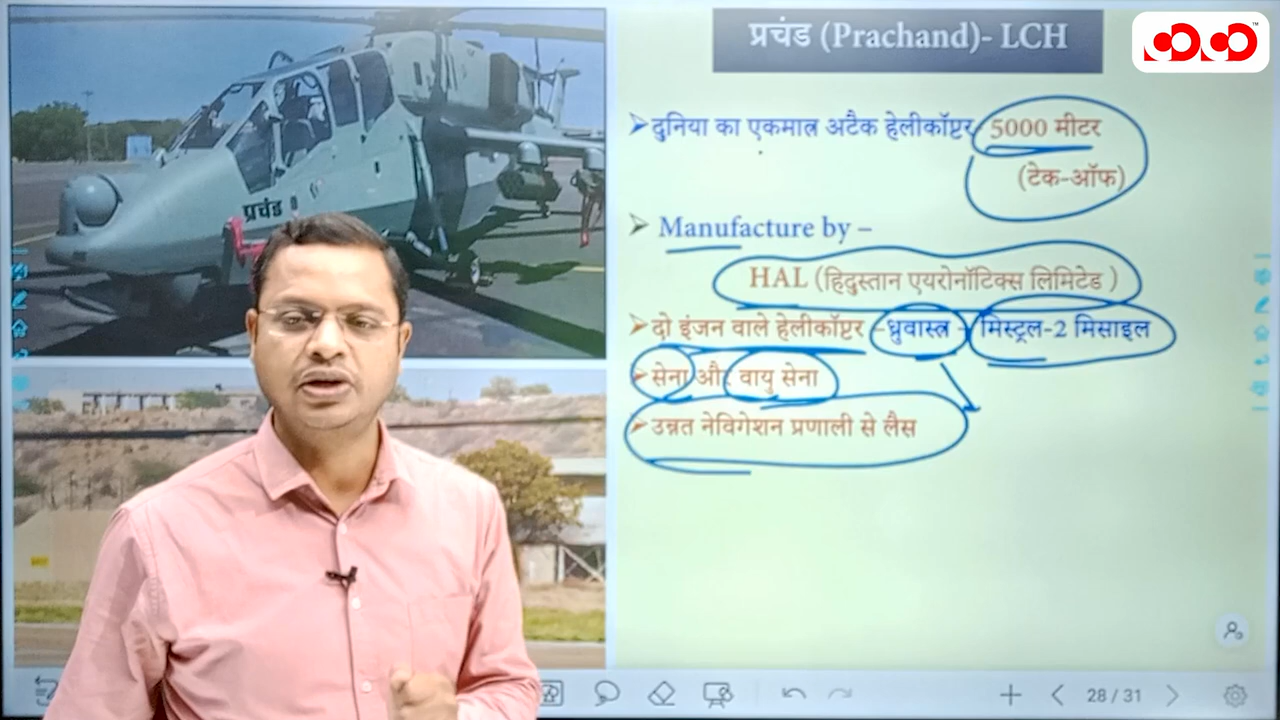 प्रचंड (Prachand)- LCH
TM
दुनिया का एकमात्र अटैक हेलीकॉप्टर 5000 मीटर
(टेक-ऑफ)
Manufacture by –
HAL (हिदुस्तान एयरोनॉटिक्स लिमिटेड )
दो इंजन वाले हेलीकॉप्टर -ध्रुवास्त्र - मिस्ट्रल-2 मिसाइल
सेना और वायु सेना
उन्नत नेविगेशन प्रणाली से लैस
प्रचंड
28 / 31